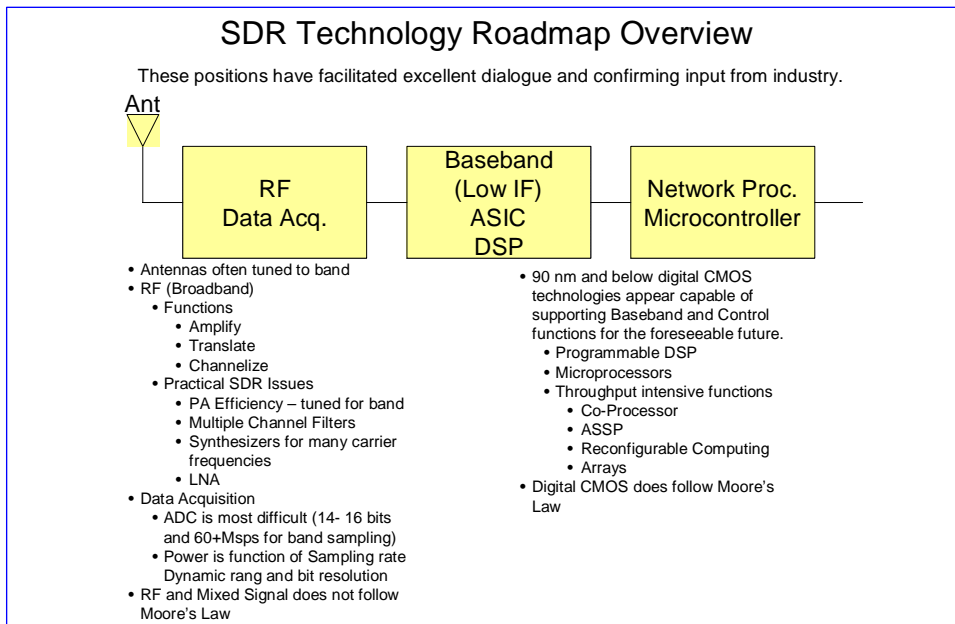 SDR Technology Roadmap Overview
These positions have facilitated excellent dialogue and confirming input from industry.
Ant
RF
Data Acq.
Baseband
(Low IF)
ASIC
DSP
Network Proc.
Microcontroller
• Antennas often tuned to band
• RF (Broadband)
• Functions
• Amplify
• Translate
• Channelize
• Practical SDR Issues
• PA Efficiency – tuned for band
• Multiple Channel Filters
• Synthesizers for many carrier
frequencies
• LNA
• Data Acquisition
• ADC is most difficult (14- 16 bits
and 60+Msps for band sampling)
• Power is function of Sampling rate
Dynamic rang and bit resolution
• RF and Mixed Signal does not follow
Moore's Law
• 90 nm and below digital CMOS
technologies appear capable of
supporting Baseband and Control
functions for the foreseeable future.
• Programmable DSP
• Microprocessors
• Throughput intensive functions
• Co-Processor
• ASSP
• Reconfigurable Computing
• Arrays
• Digital CMOS does follow Moore's
Law